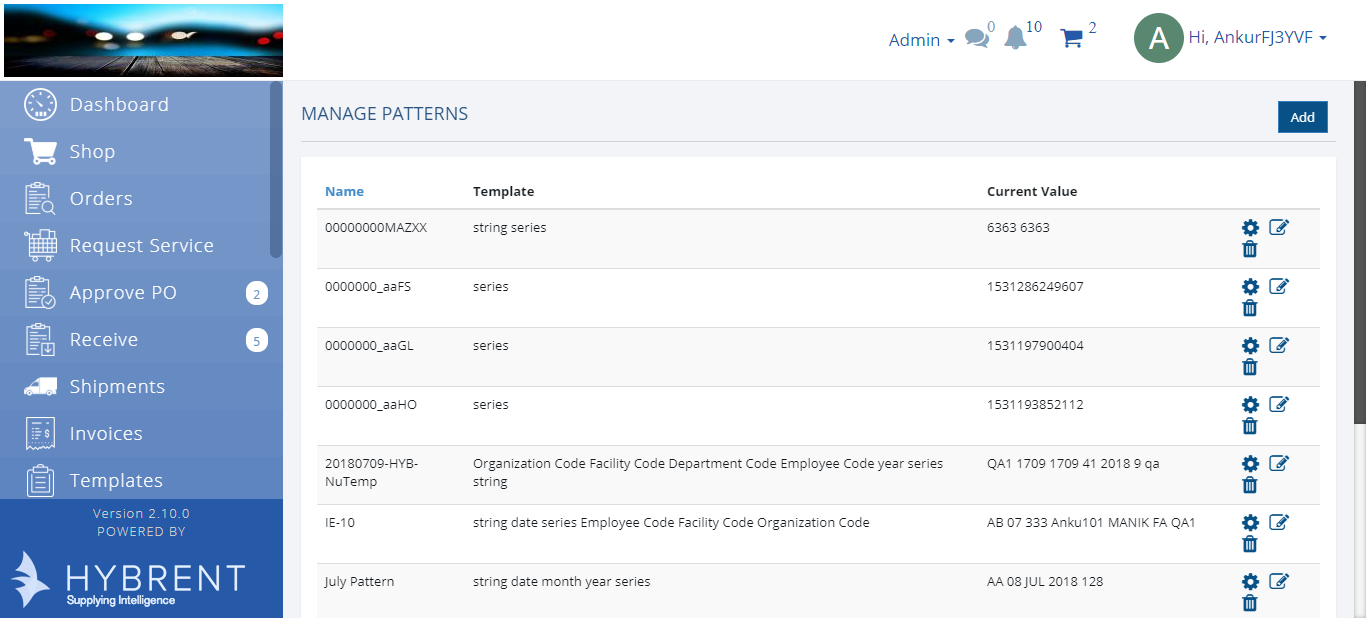 Admin
0
10
2
A
Hi, AnkurFJ3YVF
Dashboard
Shop
Orders
Request Service
Approve PO 2
Receive 5
Shipments
Invoices
Templates
Version 2.10.0
POWERED BY
HYBRENT
Supplying Intelligence
MANAGE PATTERNS
Add
Name Template Current Value
00000000MAZXX string series 6363 6363
0000000_aaFS series 1531286249607
0000000_aaGL series 1531197900404
0000000_aaHO series 1531193852112
20180709-HYB- Organization Code Facility Code Department Code Employee Code year series QA1 1709 1709 41 2018 9 qa
NuTemp string
IE-10 string date series Employee Code Facility Code Organization Code AB 07 333 Anku101 MANIK FA QA1
July Pattern string date month year series AA 08 JUL 2018 128